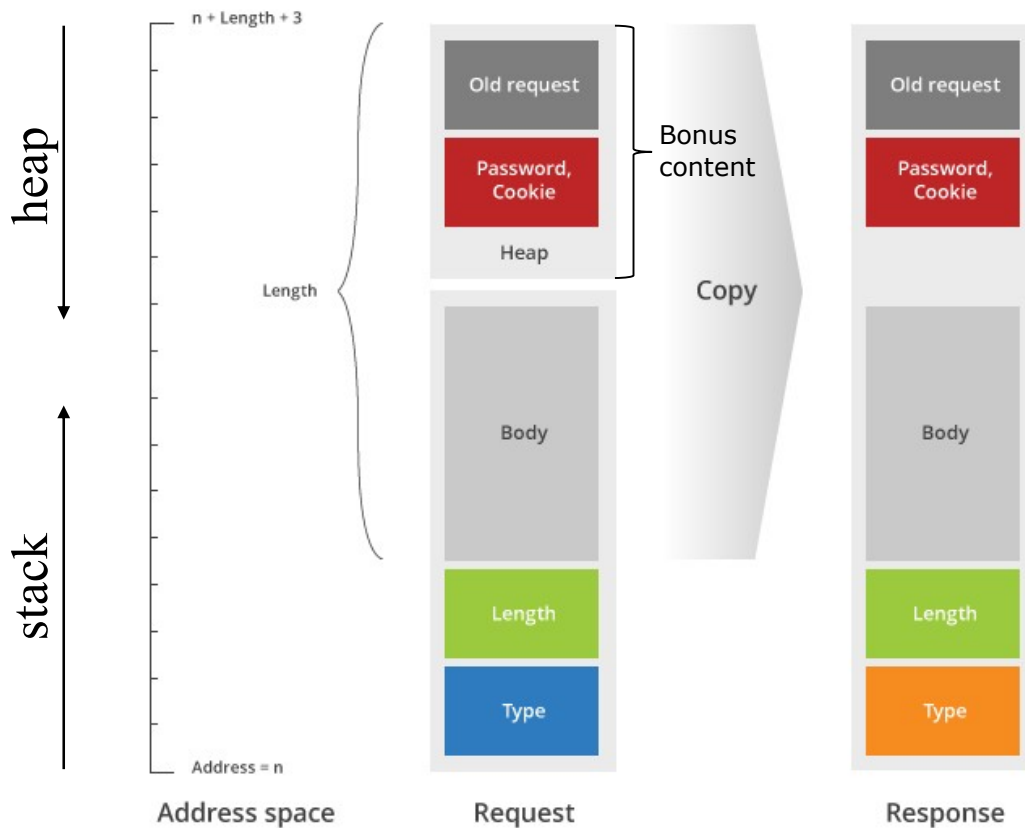 n + Length + 3
heap
stack
Length
Address = n
Address space
Old request
Password,
Cookie
Heap
Body
Length
Type
Request
Bonus
content
Copy
Old request
Password,
Cookie
Body
Length
Type
Response